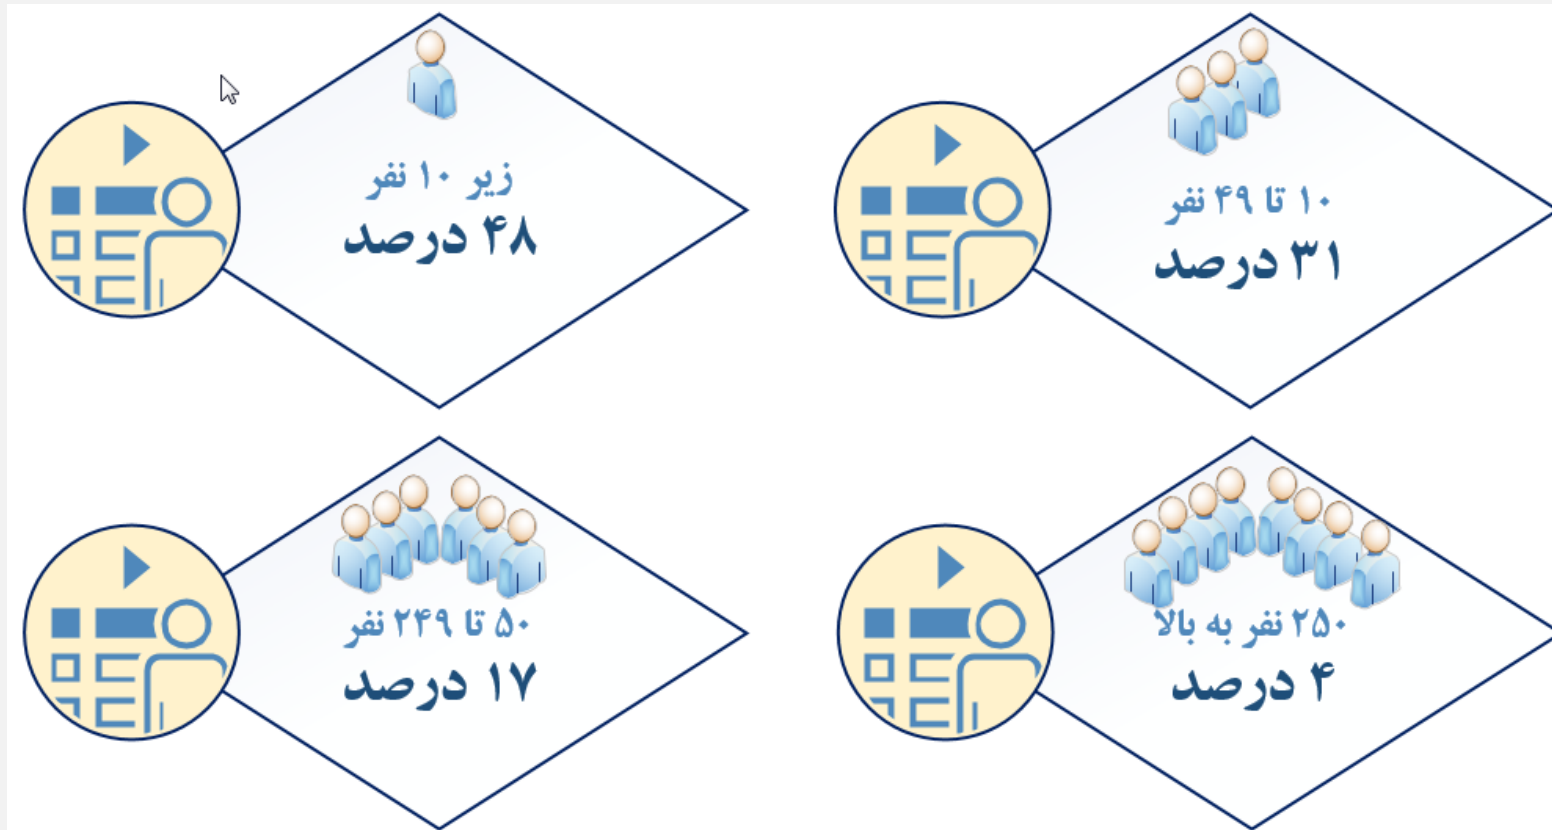 زیر ۱۰ نفر
۴۸ درصد
۱۰ تا ۴۹ نفر
۳۱ درصد
۵۰ تا ۲۴۹ نفر
۱۷ درصد
۲۵۰ نفر به بالا
۴ درصد